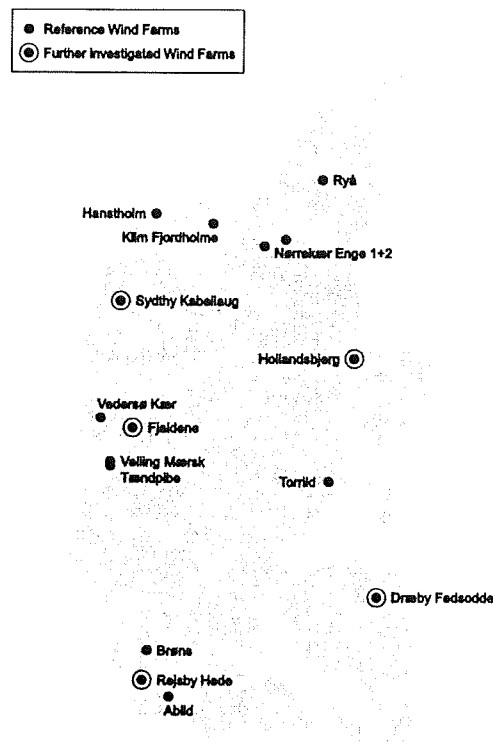 Reference Wind Farms
Further Investigated Wind Farms
Ryå
Hanstholm
Klim Fjordholme
Nørrekær Enge 1+2
Sydthy Kabellaug
Hollandsbjerg
Vedersø Kær
Fjaldene
Velling Mærsk
Tændpibe
Torrild
Dræby Fedsodde
Brøns
Rejsby Hede
Abild